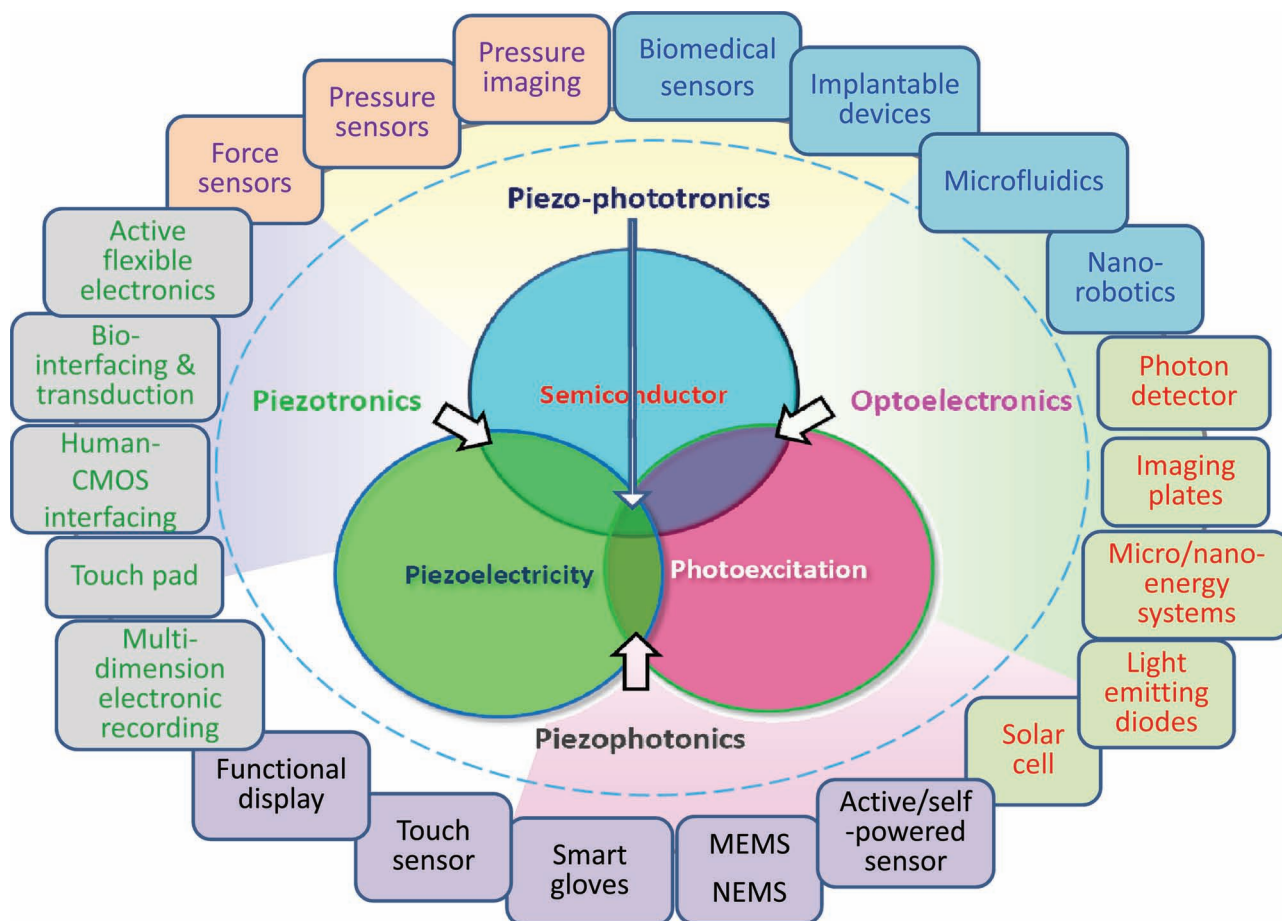 Pressure
imaging
Biomedical
sensors
Implantable
devices
Pressure
sensors
Force
sensors
Microfluidics
Piezo-phototronics
Active
flexible
electronics
Nano-
robotics
Bio-
interfacing &
transduction
Photon
detector
Piezotronics
Semiconductor
Optoelectronics
Human-
CMOS
interfacing
Imaging
plates
Touch pad
Piezoelectricity
Photoexcitation
Micro/nano-
energy
systems
Multi-
dimension
electronic
recording
Light
emitting
diodes
Piezophotonics
Solar
cell
Functional
display
Touch
sensor
Smart
gloves
MEMS
NEMS
Active/self
-powered
sensor